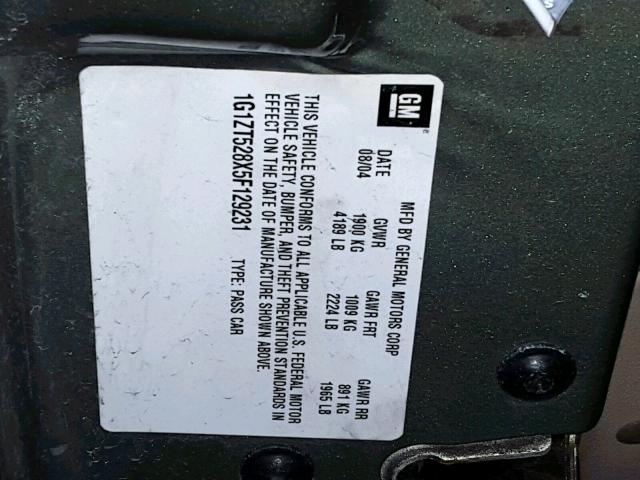 GM
MFD BY GENERAL MOTORS CORP
DATE GVWR GAWR FRT GAWR RR
08/04 1900 KG 1009 KG 891 KG
4189 LB 2224 LB 1965 LB
THIS VEHICLE CONFORMS TO ALL APPLICABLE U.S. FEDERAL MOTOR
VEHICLE SAFETY, BUMPER, AND THEFT PREVENTION STANDARDS IN
EFFECT ON THE DATE OF MANUFACTURE SHOWN ABOVE.
1G1ZT528X5F129231 TYPE: PASS CAR